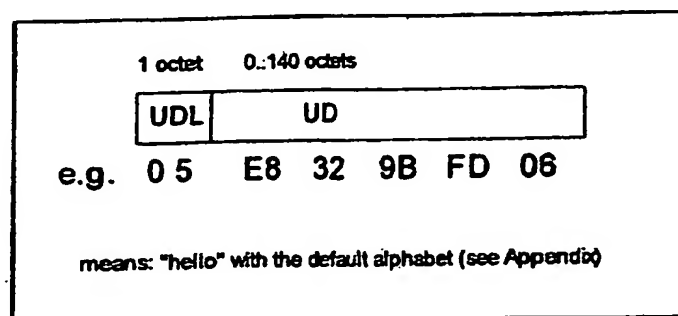 1 octet 0..140 octets
UDL UD
e.g. 0 5 E8 32 9B FD 06
means: "hello" with the default alphabet (see Appendix)